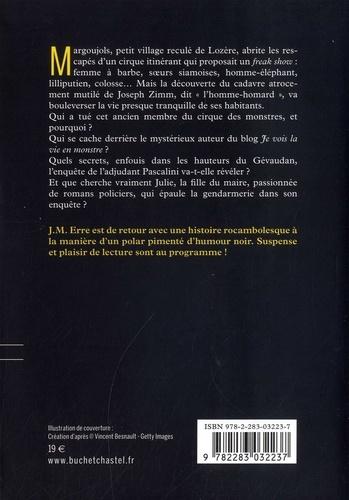 Margoujols, petit village reculé de Lozère, abrite les res-
capés d'un cirque itinérant qui proposait un freak show :
femme à barbe, sœurs siamoises, homme-éléphant,
lilliputien, colosse... Mais la découverte du cadavre atroce-
ment mutilé de Joseph Zimm, dit « l'homme-homard », va
bouleverser la vie presque tranquille de ses habitants.
Qui a tué cet ancien membre du cirque des monstres, et
pourquoi ?
Qui se cache derrière le mystérieux auteur du blog Je vois la
vie en monstre ?
Quels secrets, enfouis dans les hauteurs du Gévaudan,
l'enquête de l'adjudant Pascalini va-t-elle révéler ?
Et que cherche vraiment Julie, la fille du maire, passionnée
de romans policiers, qui épaule la gendarmerie dans son
enquête ?
J.M. Erre est de retour avec une histoire rocambolesque à
la manière d'un polar pimenté d'humour noir. Suspense
et plaisir de lecture sont au programme !
Illustration de couverture :
Création d'après © Vincent Besnault - Getty Images
19 €
www.buchetchastel.fr
ISBN 978-2-283-03223-7
9 782283 032237